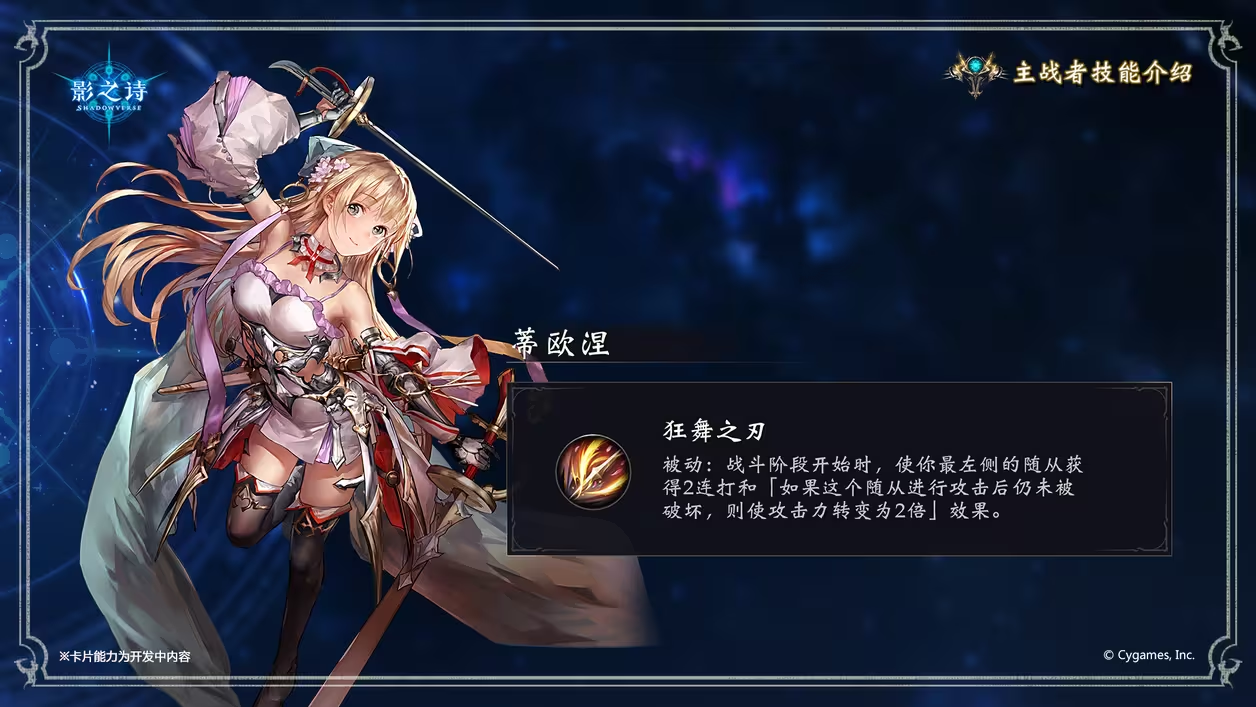 影之诗
SHADOWVERSE
主战者技能介绍
蒂欧涅
狂舞之刃
被动：战斗阶段开始时，使你最左侧的随从获
得2连打和「如果这个随从进行攻击后仍未被
破坏，则使攻击力转变为2倍」效果。
※卡片能力为开发中内容
© Cygames, Inc.